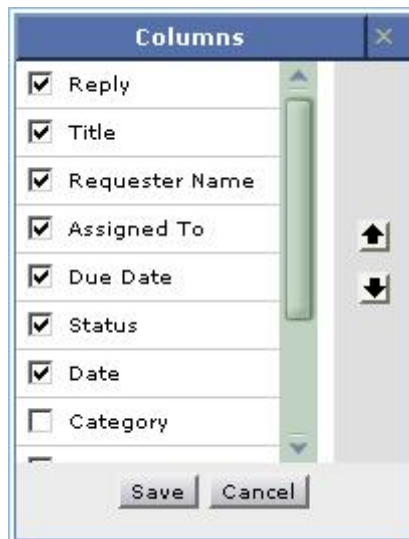 Columns
Reply
Title
Requester Name
Assigned To
Due Date
Status
Date
Category
Save Cancel